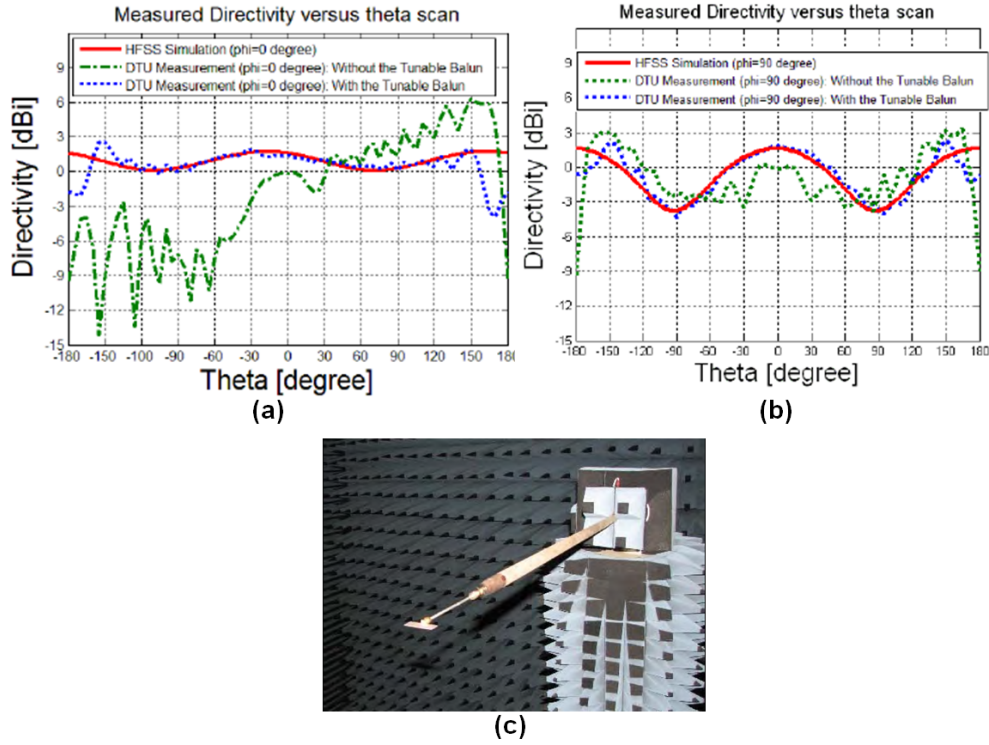 Measured Directivity versus theta scan
HFSS Simulation (phi=0 degree)
DTU Measurement (phi=0 degree): Without the Tunable Balun
DTU Measurement (phi=0 degree): With the Tunable Balun
Directivity [dBi]
9
6
3
0
-3
-6
-9
-12
-15
-180 -150 -120 -90 -60 -30 0 30 60 90 120 150 180
Theta [degree]
(a)
Measured Directivity versus theta scan
HFSS Simulation (phi=90 degree)
DTU Measurement (phi=90 degree): Without the Tunable Balun
DTU Measurement (phi=90 degree): With the Tunable Balun
Directivity [dBi]
9
6
3
0
-3
-6
-9
-12
-15
-180 -150 -120 -90 -60 -30 0 30 60 90 120 150 180
Theta [degree]
(b)
(c)